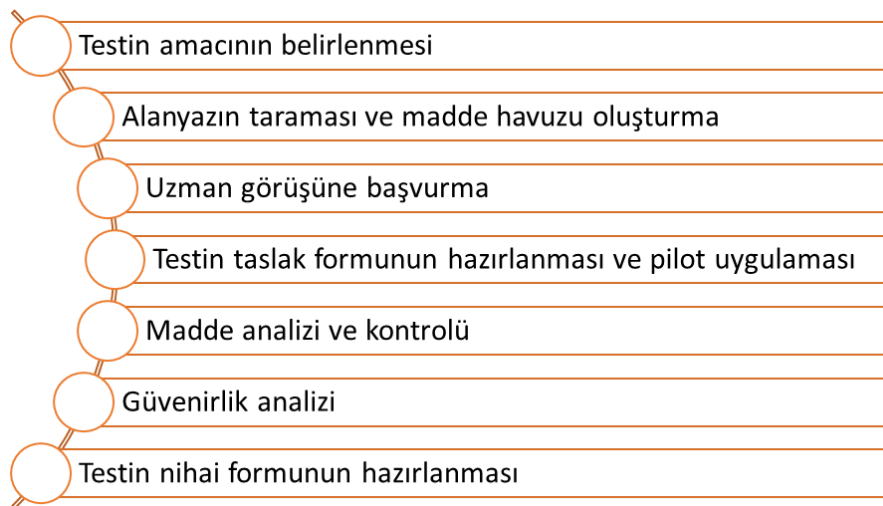 Testin amacının belirlenmesi
Alanyazın taraması ve madde havuzu oluşturma
Uzman görüşüne başvurma
Testin taslak formunun hazırlanması ve pilot uygulaması
Madde analizi ve kontrolü
Güvenirlik analizi
Testin nihai formunun hazırlanması